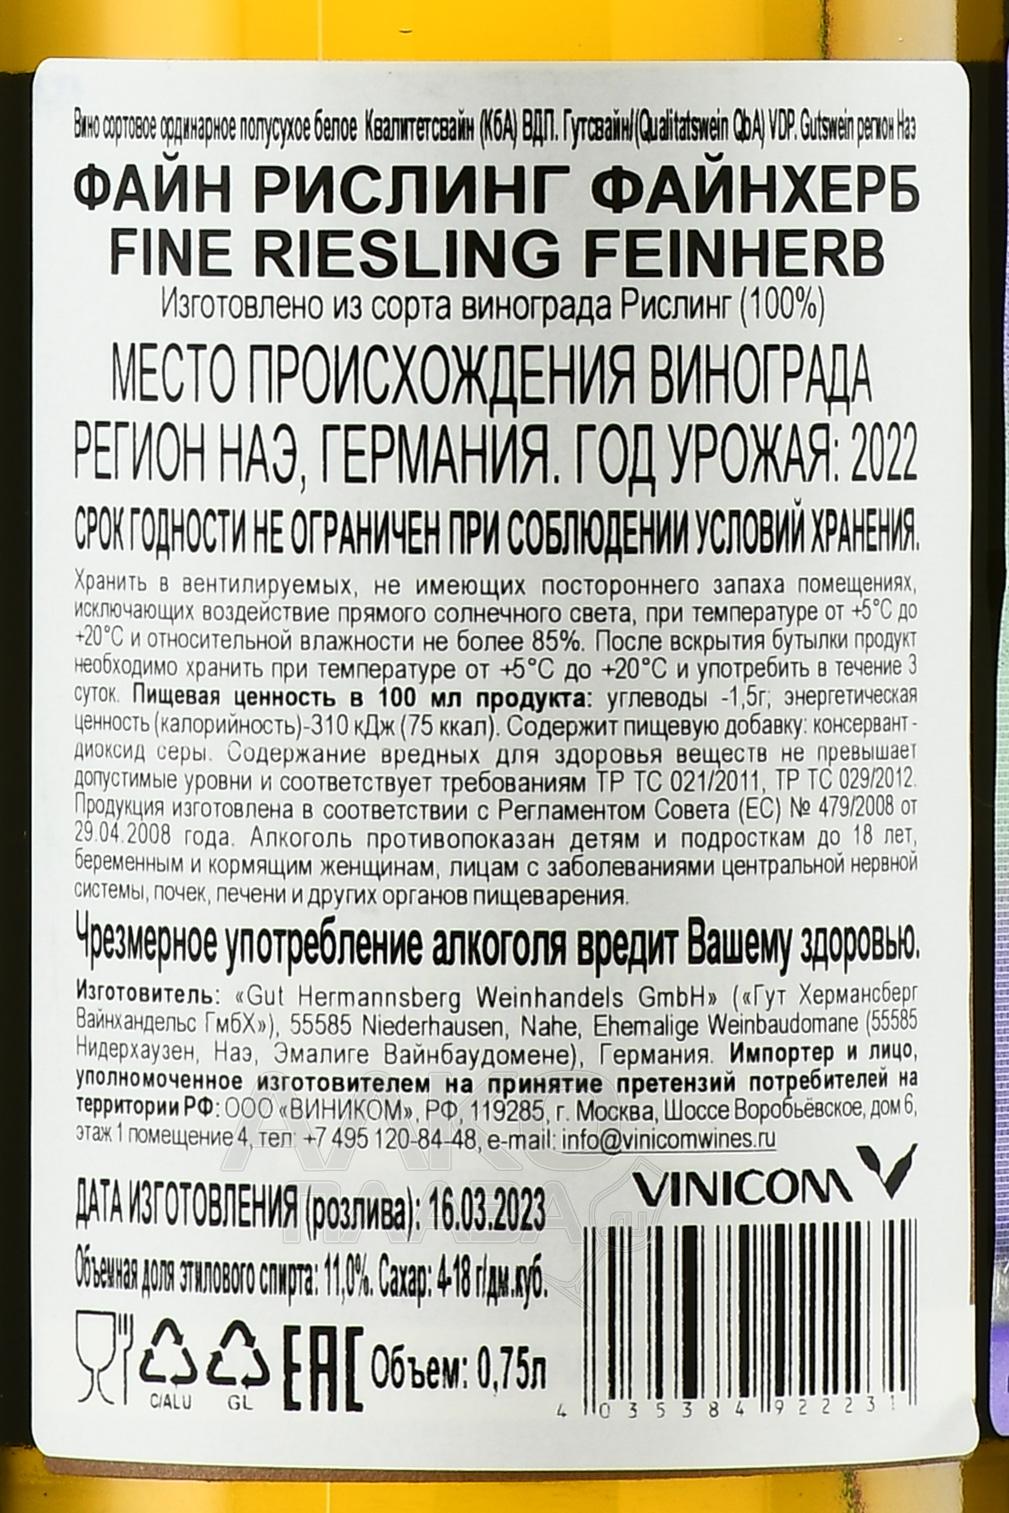 Вино сортовое ординарное полусухое белое Квалитетсвайн (КбА) ВДП. Гутсвайн/(Qualitatswein QbA) VDP. Gutswein регион Наэ
ФАЙН РИСЛИНГ ФАЙНХЕРБ
FINE RIESLING FEINHERB
Изготовлено из сорта винограда Рислинг (100%)
МЕСТО ПРОИСХОЖДЕНИЯ ВИНОГРАДА
РЕГИОН НАЭ, ГЕРМАНИЯ. ГОД УРОЖАЯ: 2022
СРОК ГОДНОСТИ НЕ ОГРАНИЧЕН ПРИ СОБЛЮДЕНИИ УСЛОВИЙ ХРАНЕНИЯ.
Хранить в вентилируемых, не имеющих постороннего запаха помещениях,
исключающих воздействие прямого солнечного света, при температуре от +5°С до
+20°С и относительной влажности не более 85%. После вскрытия бутылки продукт
необходимо хранить при температуре от +5°С до +20°С и употребить в течение 3
суток. Пищевая ценность в 100 мл продукта: углеводы -1,5г; энергетическая
ценность (калорийность)-310 кДж (75 ккал). Содержит пищевую добавку: консервант -
диоксид серы. Содержание вредных для здоровья веществ не превышает
допустимые уровни и соответствует требованиям ТР ТС 021/2011, ТР ТС 029/2012.
Продукция изготовлена в соответствии с Регламентом Совета (ЕС) № 479/2008 от
29.04.2008 года. Алкоголь противопоказан детям и подросткам до 18 лет,
беременным и кормящим женщинам, лицам с заболеваниями центральной нервной
системы, почек, печени и других органов пищеварения.
Чрезмерное употребление алкоголя вредит Вашему здоровью.
Изготовитель: «Gut Hermannsberg Weinhandels GmbH» («Гут Хермансберг
Вайнхандельс ГмбХ»), 55585 Niederhausen, Nahe, Ehemalige Weinbaudomane (55585
Нидерхаузен, Наэ, Эмалиге Вайнбаудомене), Германия. Импортер и лицо,
уполномоченное изготовителем на принятие претензий потребителей на
территории РФ: ООО «ВИНИКОМ», РФ, 119285, г. Москва, Шоссе Воробьёвское, дом 6,
этаж 1 помещение 4, тел: +7 495 120-84-48, e-mail: info@vinicomwines.ru
VINICOM
ДАТА ИЗГОТОВЛЕНИЯ (розлива): 16.03.2023
Объемная доля этилового спирта: 11,0%. Сахар: 4-18 г/дм.куб.
C/ALU GL EAC Объем: 0,75л
4 035384 922231